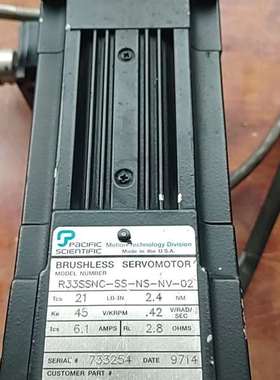 PACIFIC
SCIENTIFIC
Motion Technology Division
Made in the U.S.A.
BRUSHLESS SERVOMOTOR
MODEL NUMBER
R33SSNC-SS-NS-NV-02
Tcs 21 LB-IN 2.4 NM
Ke 45 V/KRPM .42 V/RAD/SEC
Ics 6.1 AMPS RL 2.8 OHMS
SERIAL # 733254 DATE 9714
CUSTOMER PART #